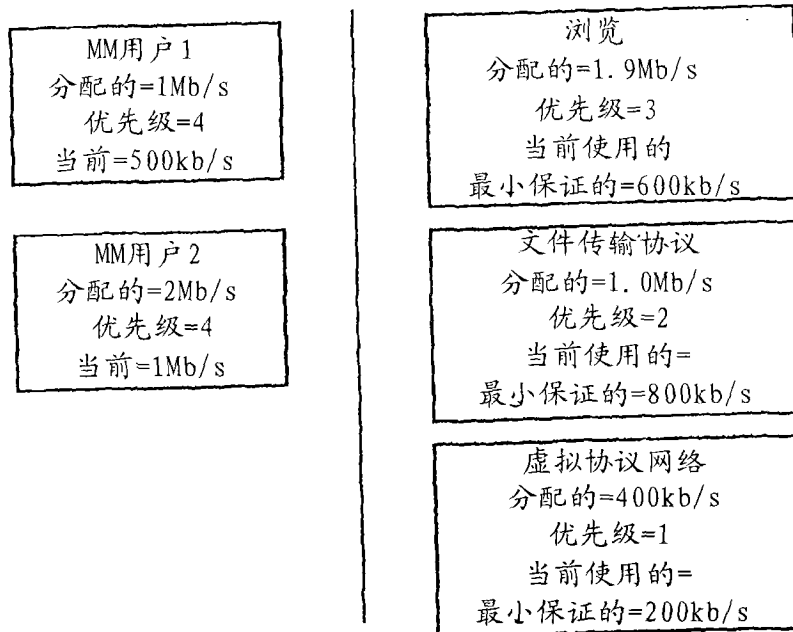 MM用户1
分配的=1Mb/s
优先级=4
当前=500kb/s
MM用户2
分配的=2Mb/s
优先级=4
当前=1Mb/s
浏览
分配的=1.9Mb/s
优先级=3
当前使用的
最小保证的=600kb/s
文件传输协议
分配的=1.0Mb/s
优先级=2
当前使用的=
最小保证的=800kb/s
虚拟协议网络
分配的=400kb/s
优先级=1
当前使用的=
最小保证的=200kb/s